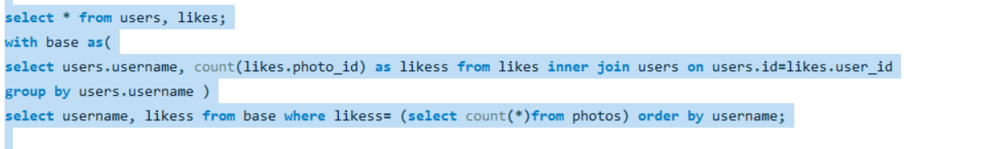 select * from users, likes;
with base as(
select users.username, count(likes.photo_id) as likess from likes inner join users on users.id=likes.user_id
group by users.username )
select username, likess from base where likess= (select count(*)from photos) order by username;